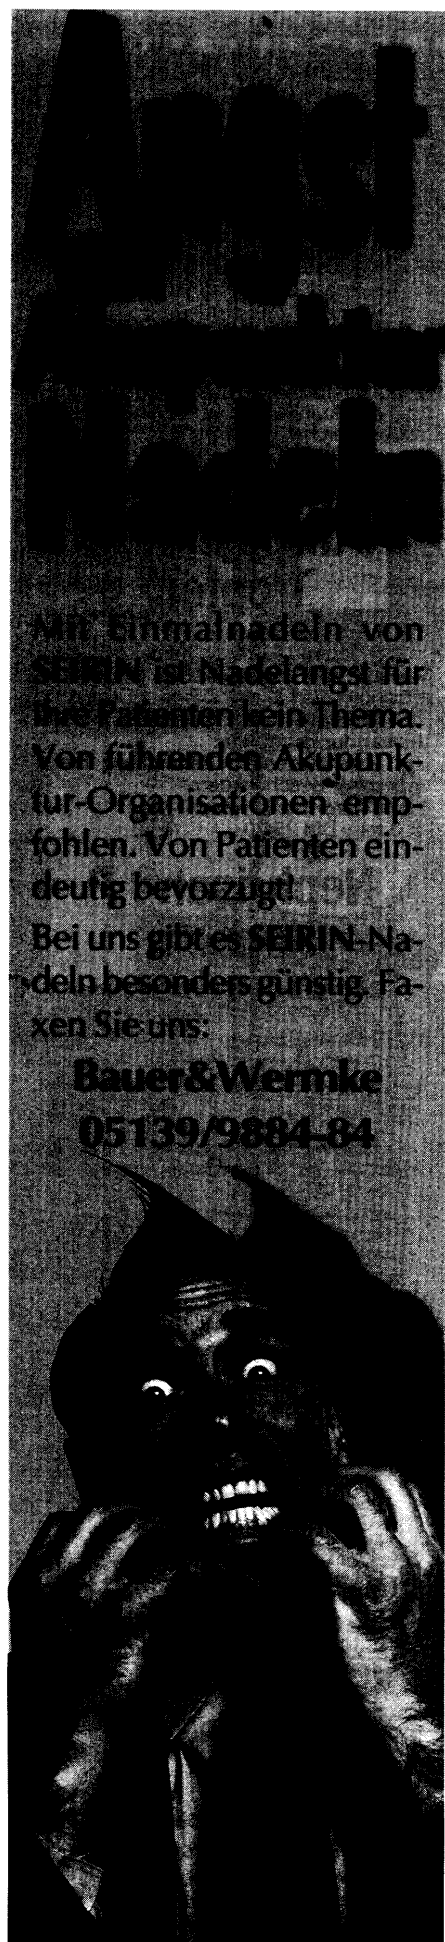 Angst
Mit Einmalnadeln von
SEIRIN ist Nadelangst für
Ihre Patienten kein Thema.
Von führenden Akupunk-
tur-Organisationen emp-
fohlen. Von Patienten ein-
deutig bevorzugt!
Bei uns gibt es SEIRIN-Na-
deln besonders günstig. Fa-
xen Sie uns:
Bauer&Wermke
05139/9884-84